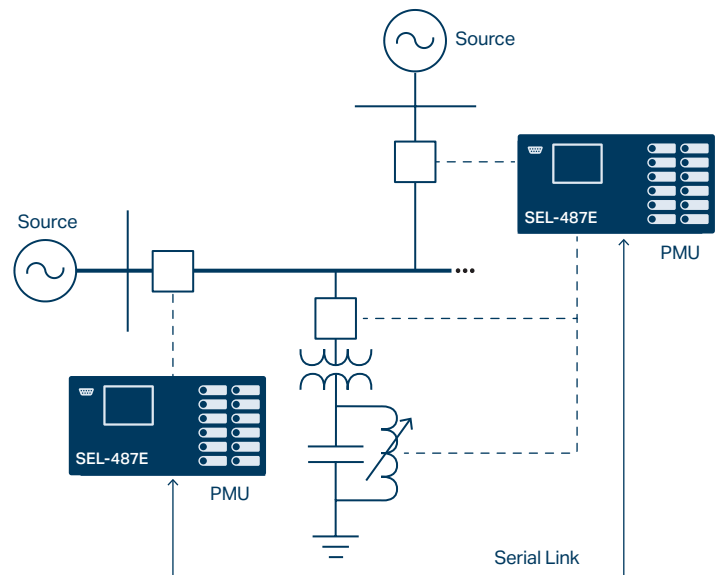 Source
SEL-487E
PMU
Source
SEL-487E
PMU
Serial Link